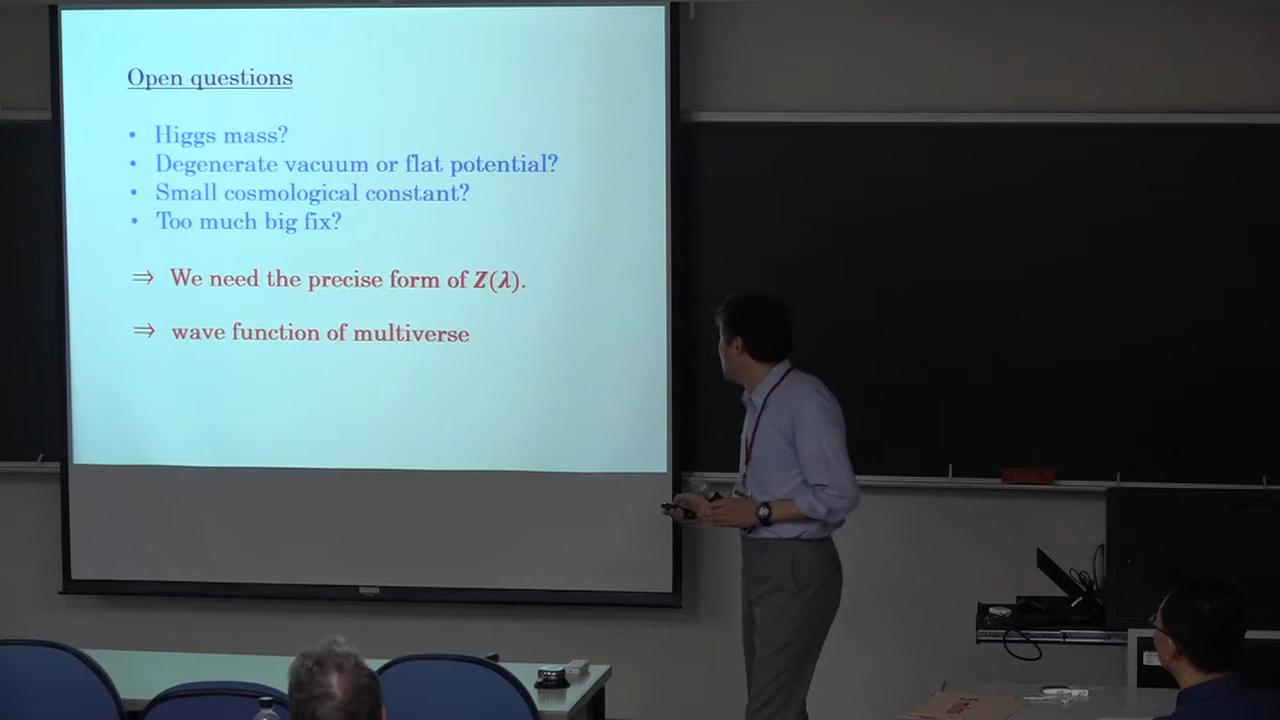 Open questions
• Higgs mass?
• Degenerate vacuum or flat potential?
• Small cosmological constant?
• Too much big fix?
⇒ We need the precise form of Z(λ).
⇒ wave function of multiverse